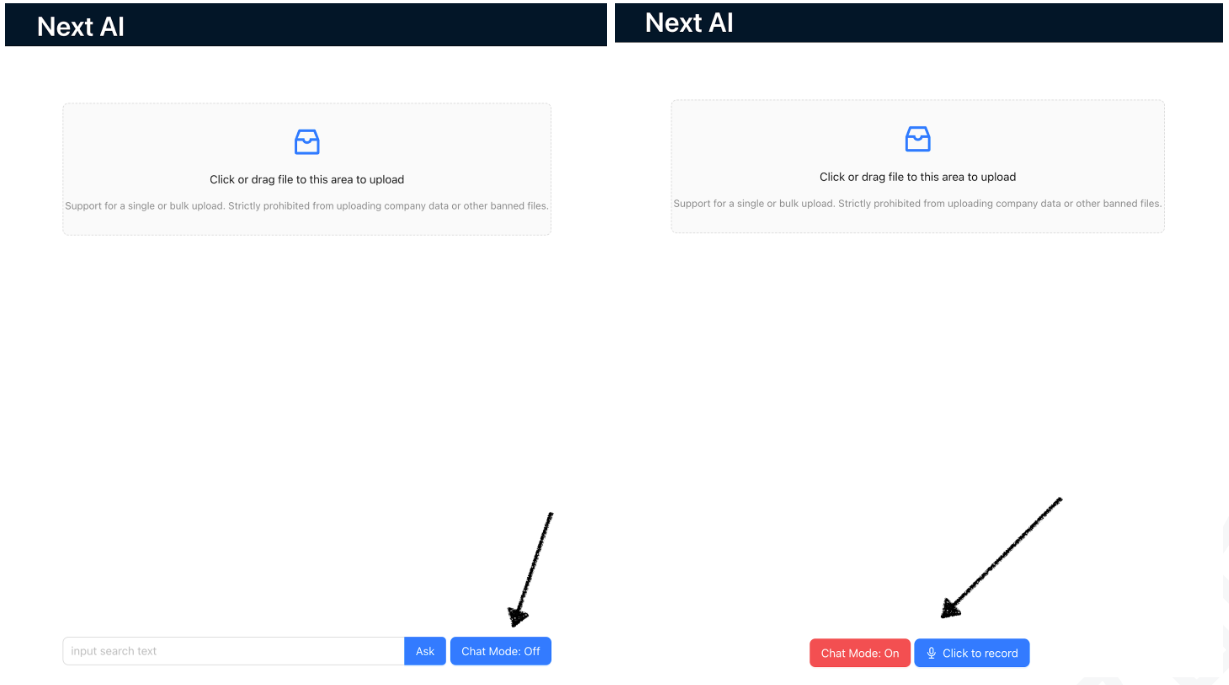 Next AI
Click or drag file to this area to upload
Support for a single or bulk upload. Strictly prohibited from uploading company data or other banned files.
input search text
Ask
Chat Mode: Off
Next AI
Click or drag file to this area to upload
Support for a single or bulk upload. Strictly prohibited from uploading company data or other banned files.
Chat Mode: On
Click to record